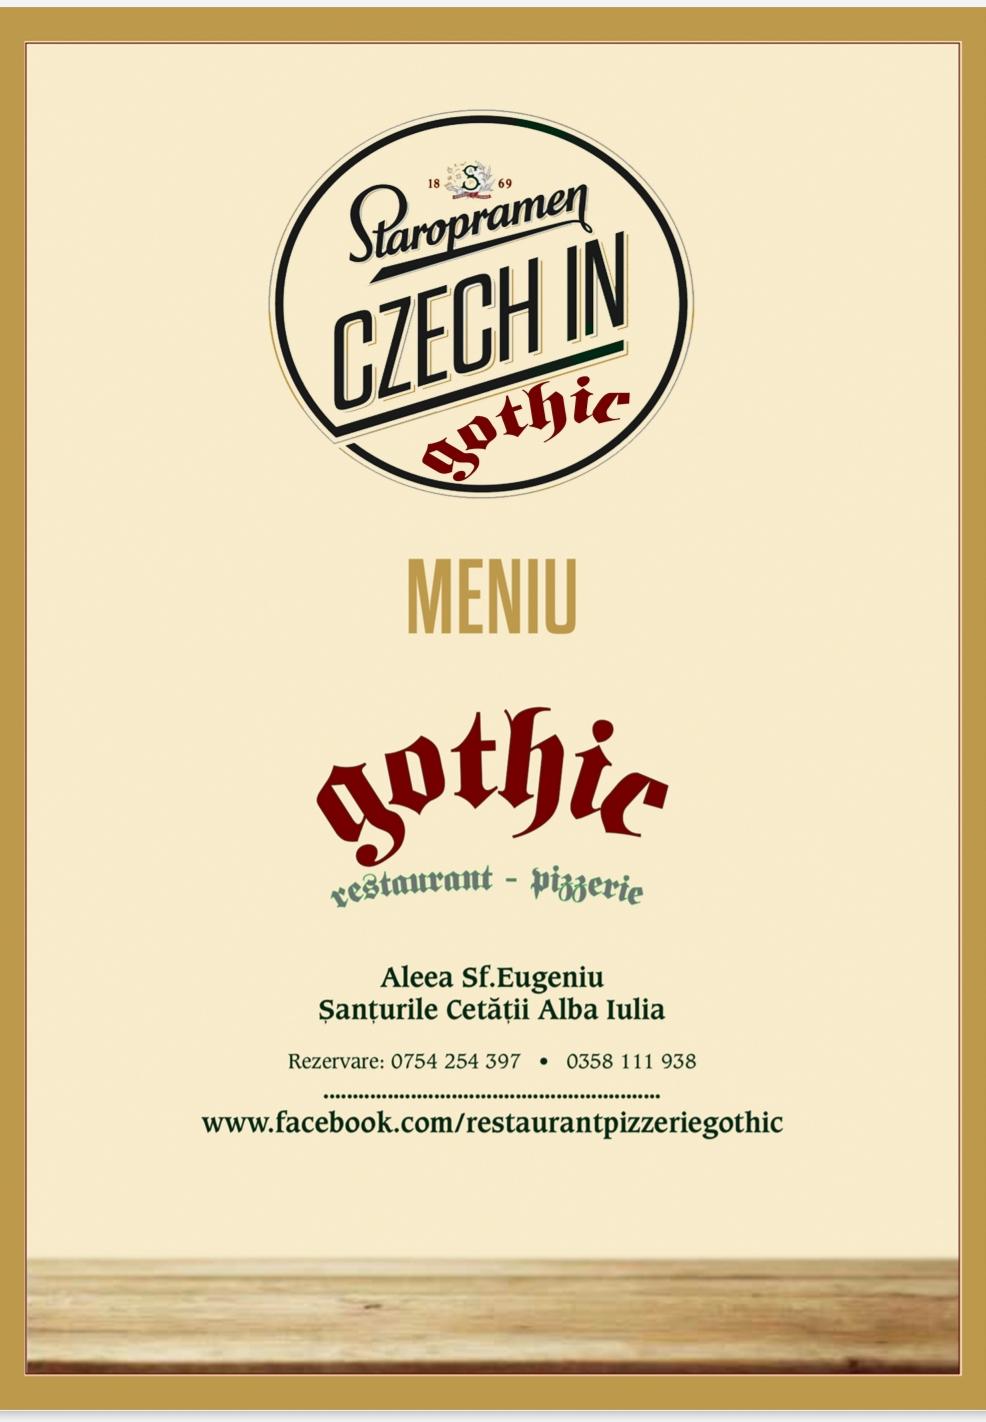 18 S 69
Staropramen
CZECH IN
gothic
MENIU
gothic
restaurant - pizzerie
Aleea Sf.Eugeniu
Șanțurile Cetății Alba Iulia
Rezervare: 0754 254 397 • 0358 111 938
www.facebook.com/restaurantpizzeriegothic